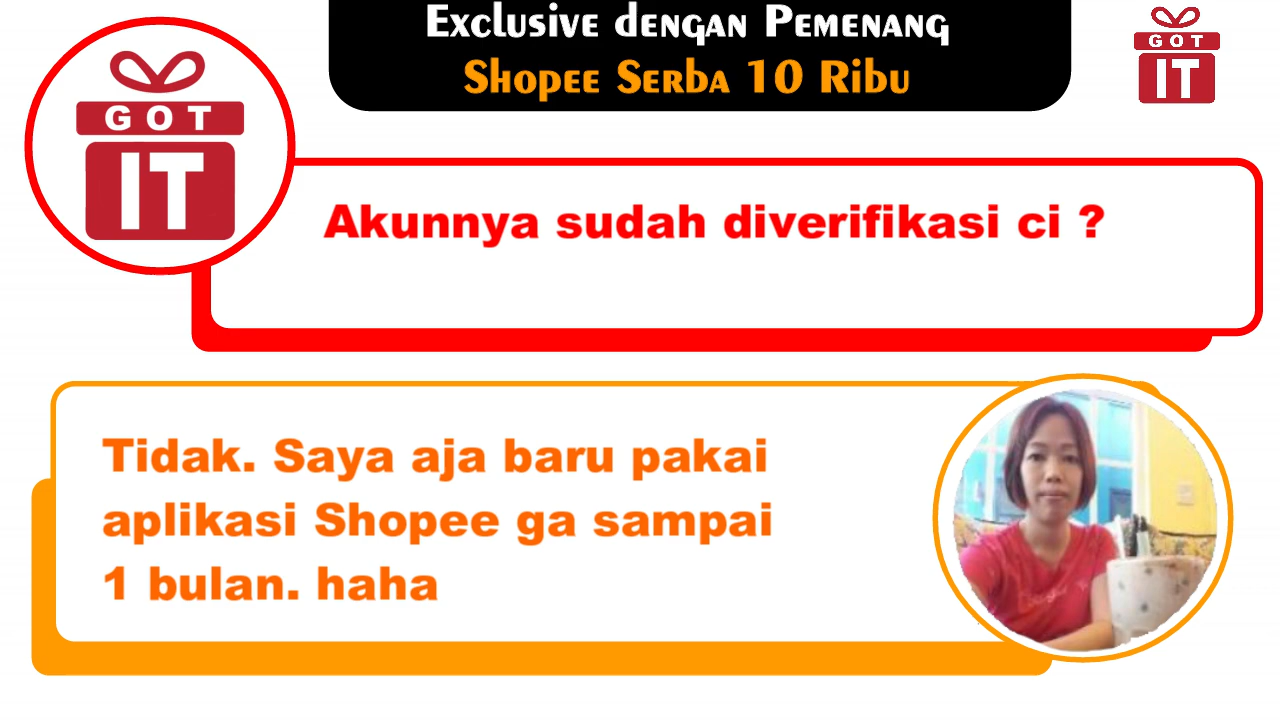 Exclusive dengan Pemenang
Shopee Serba 10 Ribu
GOT
IT
GOT
IT
Akunnya sudah diverifikasi ci ?
Tidak. Saya aja baru pakai
aplikasi Shopee ga sampai
1 bulan. haha